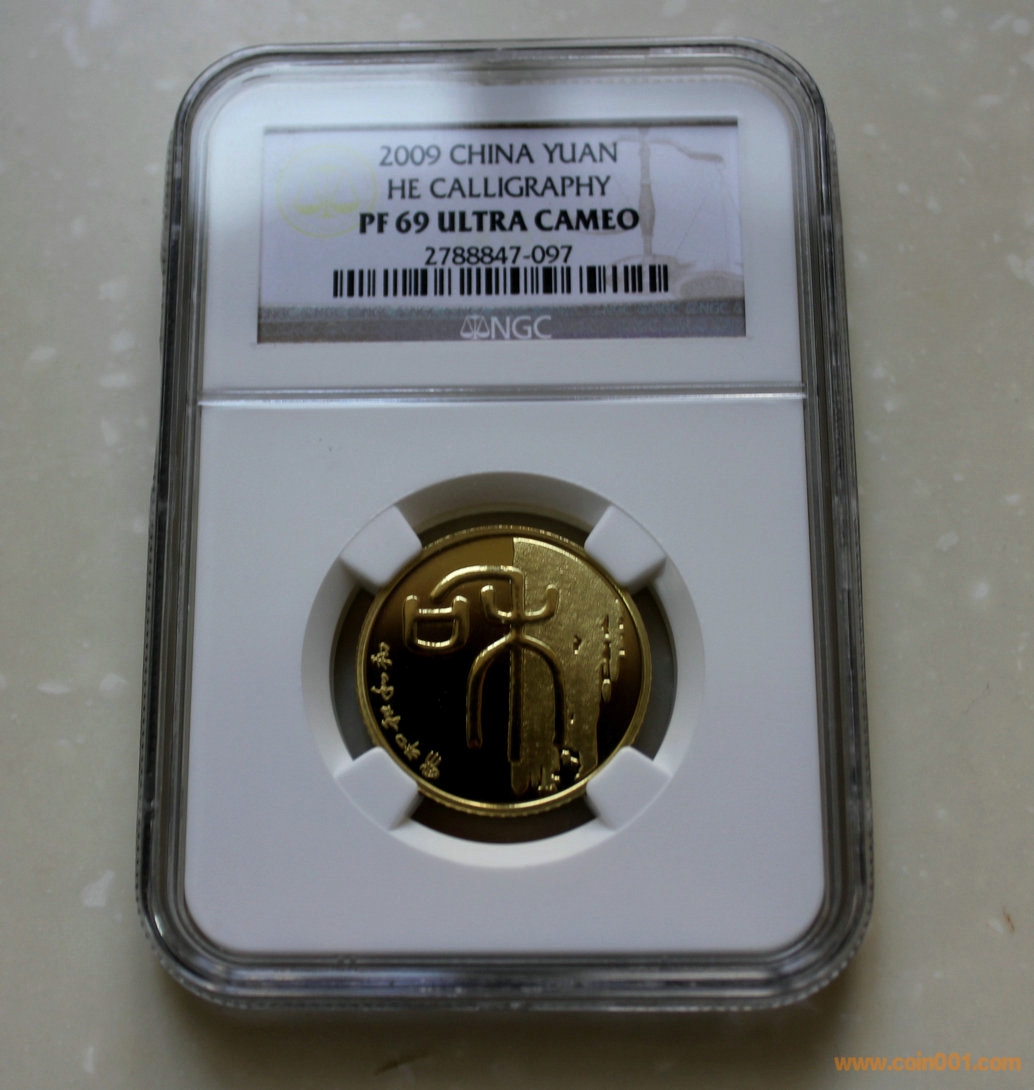 2009 CHINA YUAN
HE CALLIGRAPHY
PF 69 ULTRA CAMEO
2788847-097
NGC
www.coin001.com